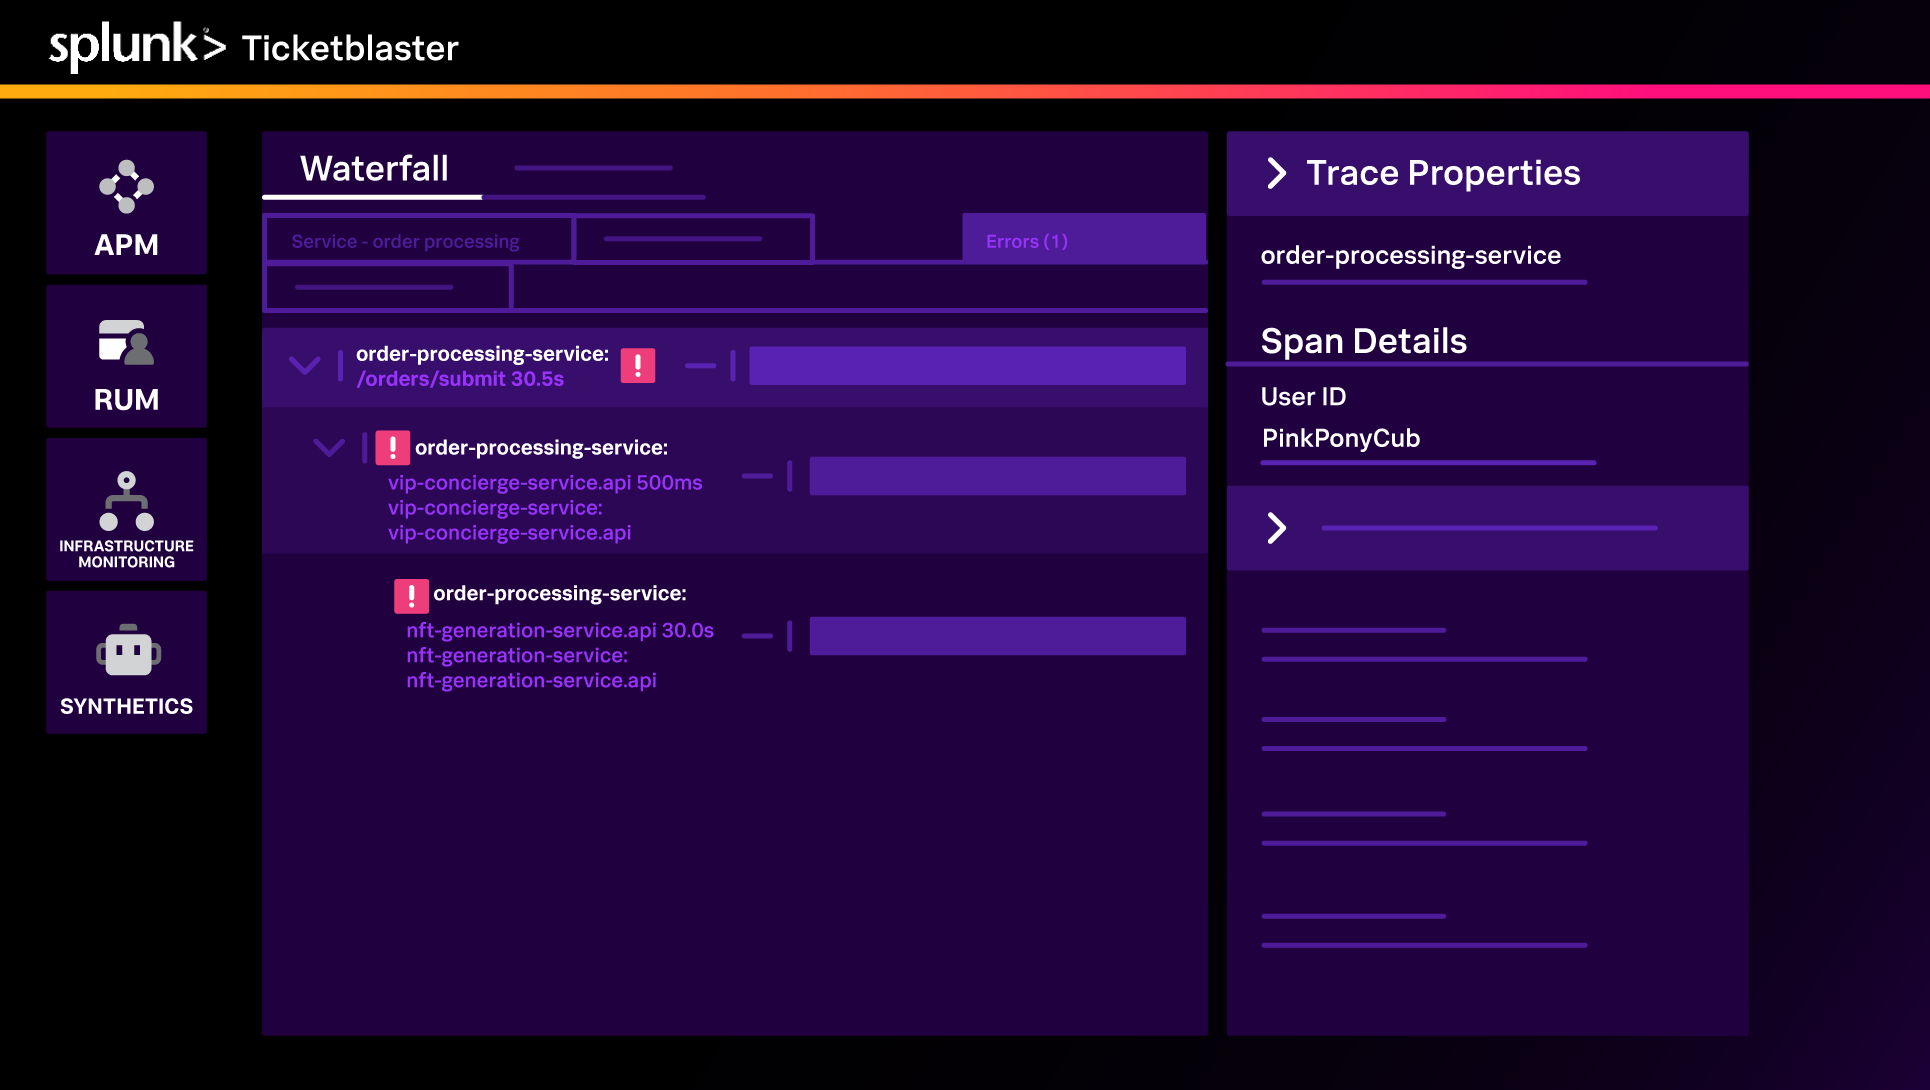 splunk> Ticketblaster
APM
RUM
INFRASTRUCTURE
MONITORING
SYNTHETICS
Waterfall
Service - order processing
Errors (1)
order-processing-service:
/orders/submit 30.5s
!
!
order-processing-service:
vip-concierge-service.api 500ms
vip-concierge-service:
vip-concierge-service.api
!
order-processing-service:
nft-generation-service.api 30.0s
nft-generation-service:
nft-generation-service.api
Trace Properties
order-processing-service
Span Details
User ID
PinkPonyCub